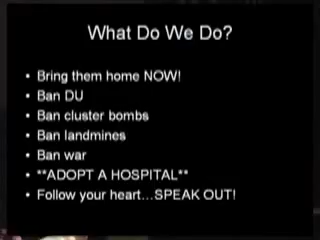 What Do We Do?
• Bring them home NOW!
• Ban DU
• Ban cluster bombs
• Ban landmines
• Ban war
• **ADOPT A HOSPITAL**
• Follow your heart...SPEAK OUT!